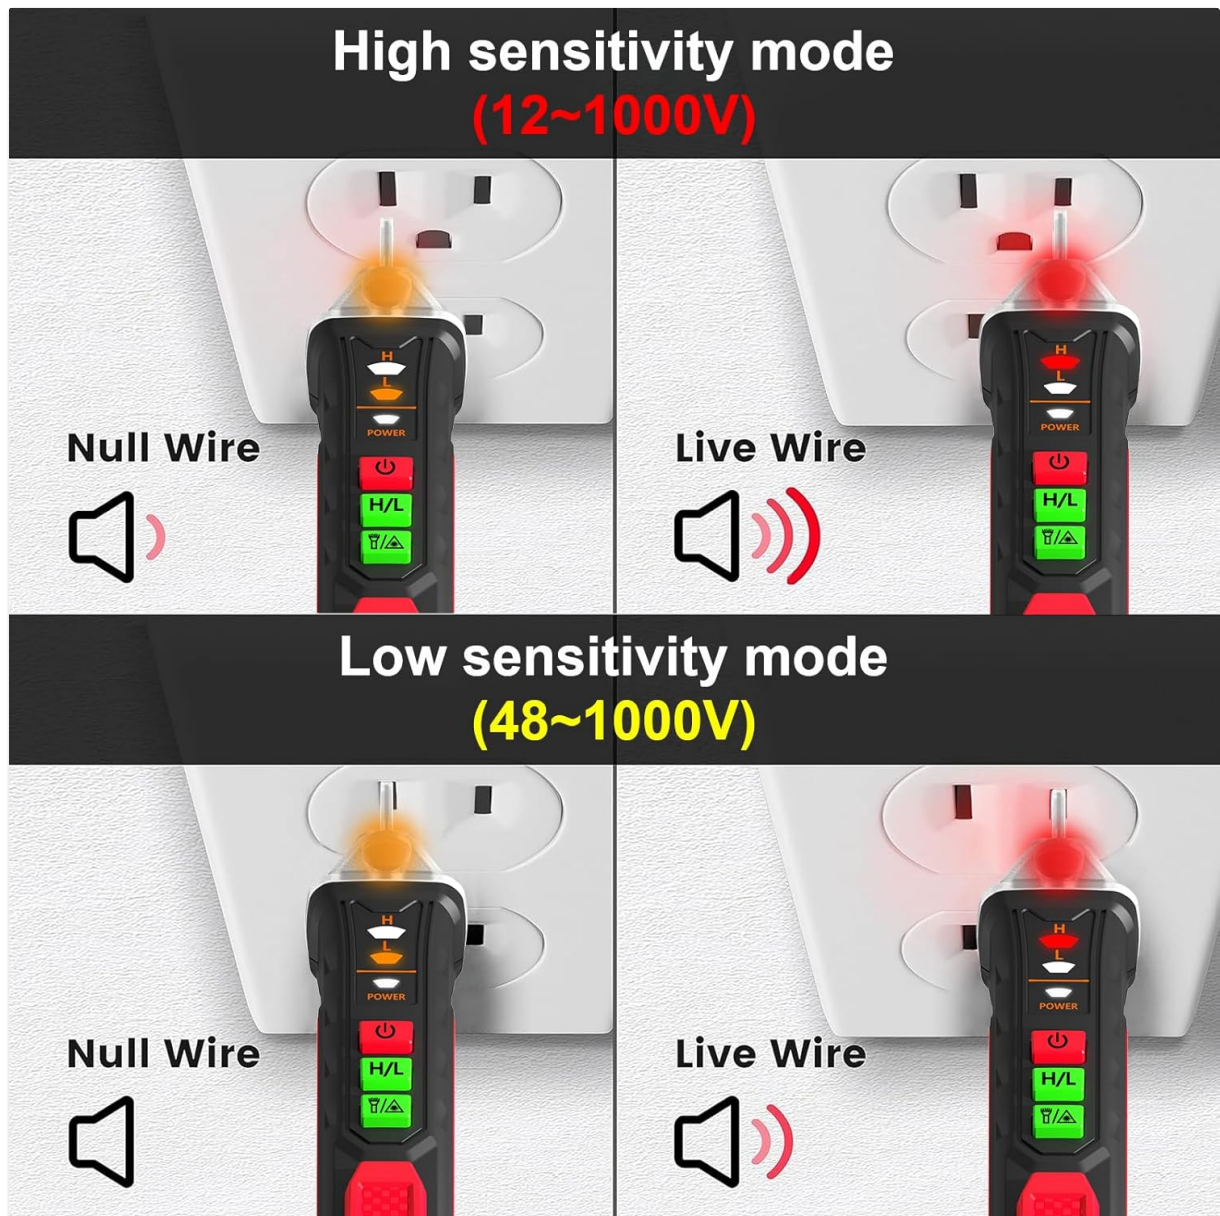 High sensitivity mode
(12~1000V)
H
L
POWER
H/L
Null Wire
H
L
POWER
H/L
Live Wire
Low sensitivity mode
(48~1000V)
H
L
POWER
H/L
Null Wire
H
L
POWER
H/L
Live Wire